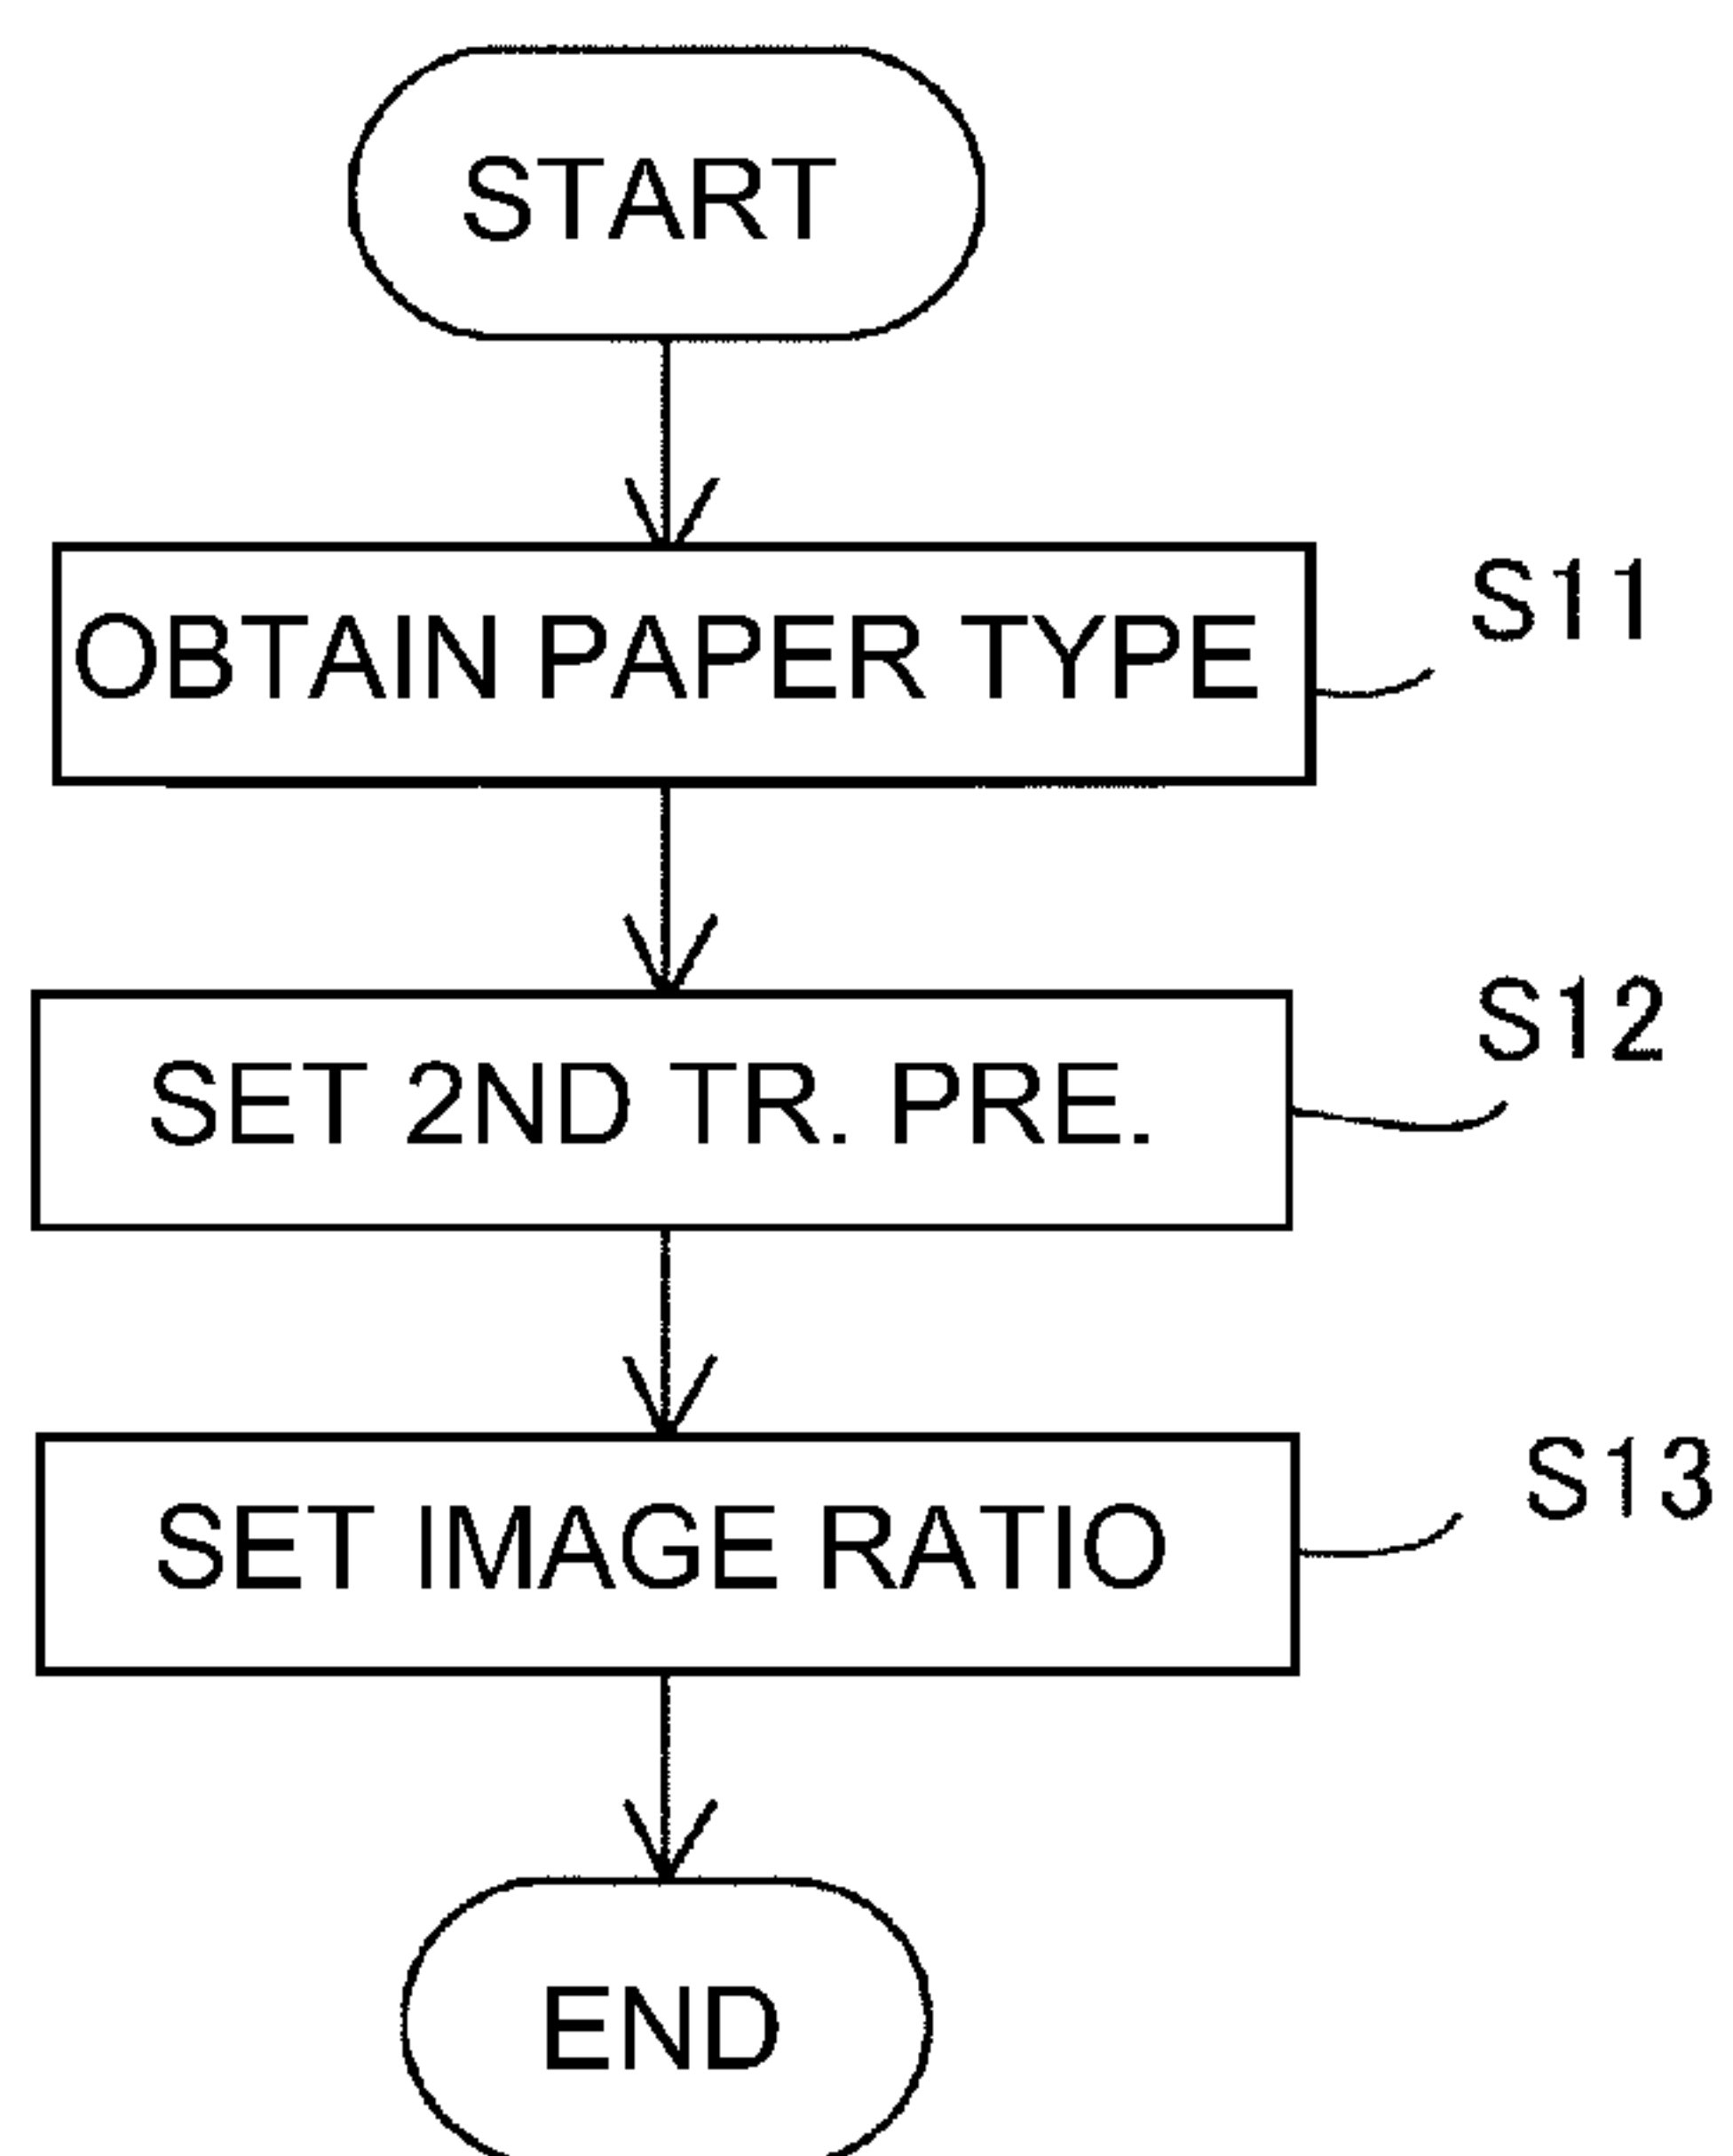 START
OBTAIN PAPER TYPE
S11
SET 2ND TR. PRE.
S12
SET IMAGE RATIO
S13
END